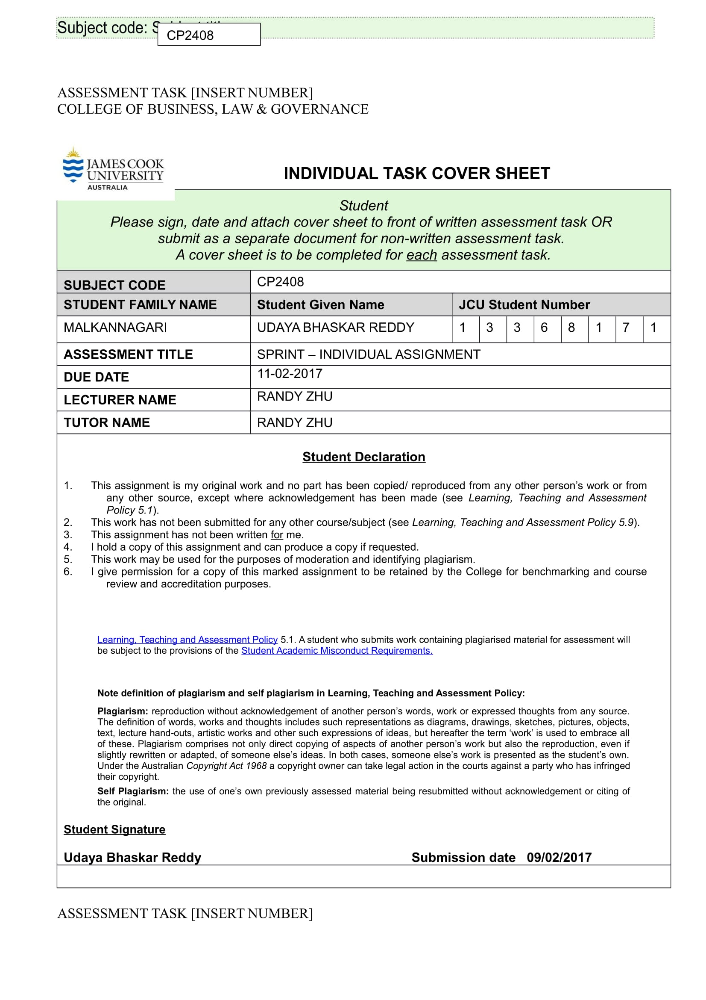 Subject code: 
CP2408
ASSESSMENT TASK [INSERT NUMBER]
COLLEGE OF BUSINESS, LAW & GOVERNANCE
JAMES COOK
UNIVERSITY
AUSTRALIA
INDIVIDUAL TASK COVER SHEET
Student
Please sign, date and attach cover sheet to front of written assessment task OR
submit as a separate document for non-written assessment task.
A cover sheet is to be completed for each assessment task.
SUBJECT CODE CP2408
STUDENT FAMILY NAME Student Given Name JCU Student Number
MALKANNAGARI UDAYA BHASKAR REDDY 1 3 3 6 8 1 7 1
ASSESSMENT TITLE SPRINT – INDIVIDUAL ASSIGNMENT
DUE DATE 11-02-2017
LECTURER NAME RANDY ZHU
TUTOR NAME RANDY ZHU
Student Declaration
1. This assignment is my original work and no part has been copied/ reproduced from any other person’s work or from
any other source, except where acknowledgement has been made (see Learning, Teaching and Assessment
Policy 5.1).
2. This work has not been submitted for any other course/subject (see Learning, Teaching and Assessment Policy 5.9).
3. This assignment has not been written for me.
4. I hold a copy of this assignment and can produce a copy if requested.
5. This work may be used for the purposes of moderation and identifying plagiarism.
6. I give permission for a copy of this marked assignment to be retained by the College for benchmarking and course
review and accreditation purposes.
Learning, Teaching and Assessment Policy 5.1. A student who submits work containing plagiarised material for assessment will
be subject to the provisions of the Student Academic Misconduct Requirements.
Note definition of plagiarism and self plagiarism in Learning, Teaching and Assessment Policy:
Plagiarism: reproduction without acknowledgement of another person’s words, work or expressed thoughts from any source.
The definition of words, works and thoughts includes such representations as diagrams, drawings, sketches, pictures, objects,
text, lecture hand-outs, artistic works and other such expressions of ideas, but hereafter the term ‘work’ is used to embrace all
of these. Plagiarism comprises not only direct copying of aspects of another person’s work but also the reproduction, even if
slightly rewritten or adapted, of someone else’s ideas. In both cases, someone else’s work is presented as the student’s own.
Under the Australian Copyright Act 1968 a copyright owner can take legal action in the courts against a party who has infringed
their copyright.
Self Plagiarism: the use of one’s own previously assessed material being resubmitted without acknowledgement or citing of
the original.
Student Signature
Udaya Bhaskar Reddy Submission date 09/02/2017
ASSESSMENT TASK [INSERT NUMBER]